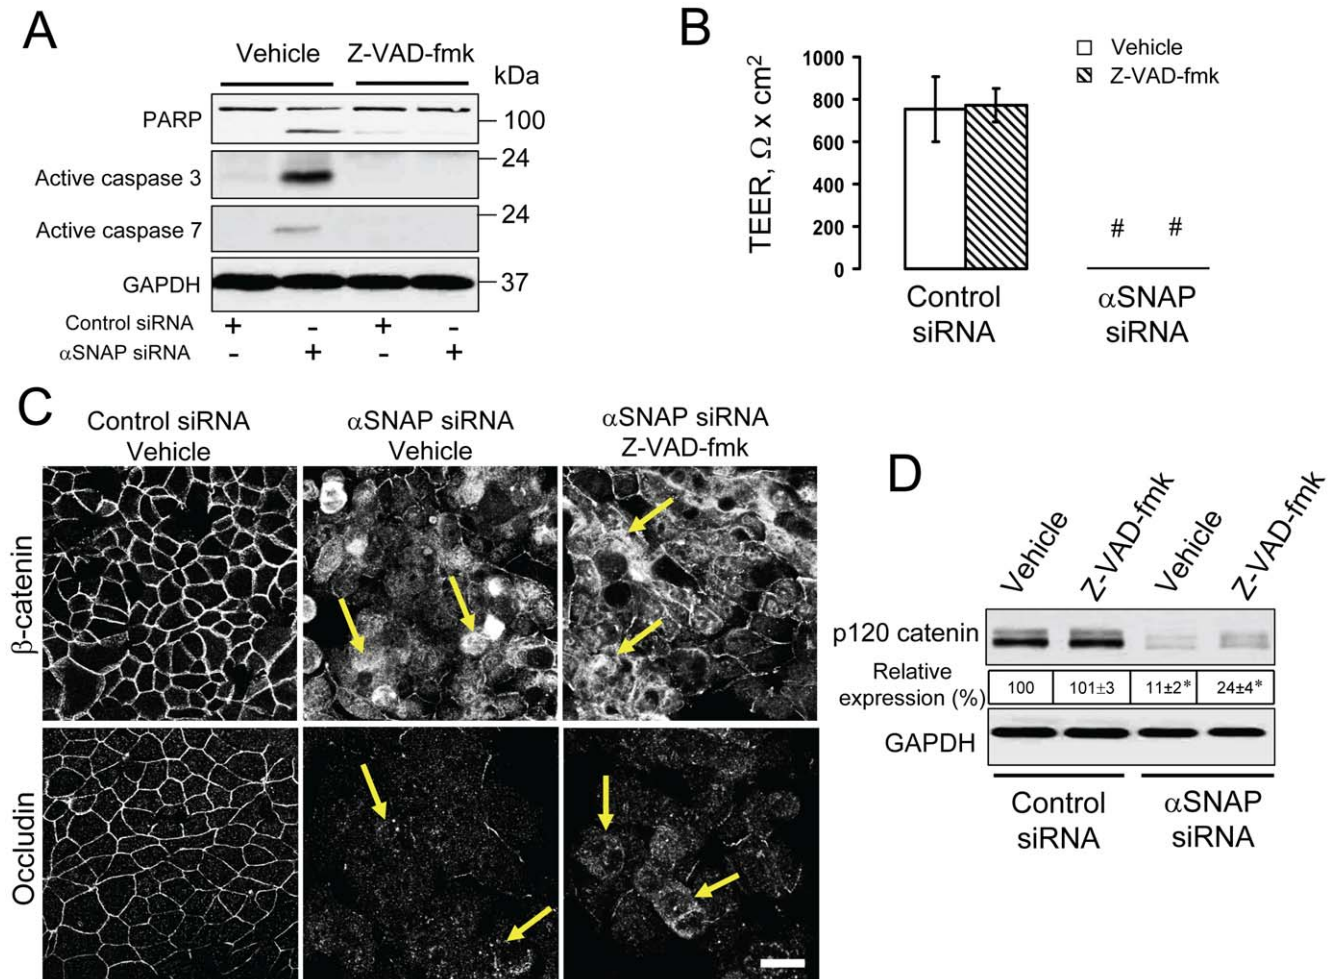 A
Vehicle Z-VAD-fmk
kDa
PARP
100
Active caspase 3
24
Active caspase 7
24
GAPDH
37
Control siRNA + - + -
αSNAP siRNA - + - +
B
TEER, Ω x cm²
1000
800
600
400
200
0
Vehicle
Z-VAD-fmk
# #
Control
siRNA
αSNAP
siRNA
C
Control siRNA
Vehicle
αSNAP siRNA
Vehicle
αSNAP siRNA
Z-VAD-fmk
β-catenin
Occludin
D
Vehicle
Z-VAD-fmk
Vehicle
Z-VAD-fmk
p120 catenin
Relative
expression (%)
100 101±3 11±2* 24±4*
GAPDH
Control
siRNA
αSNAP
siRNA